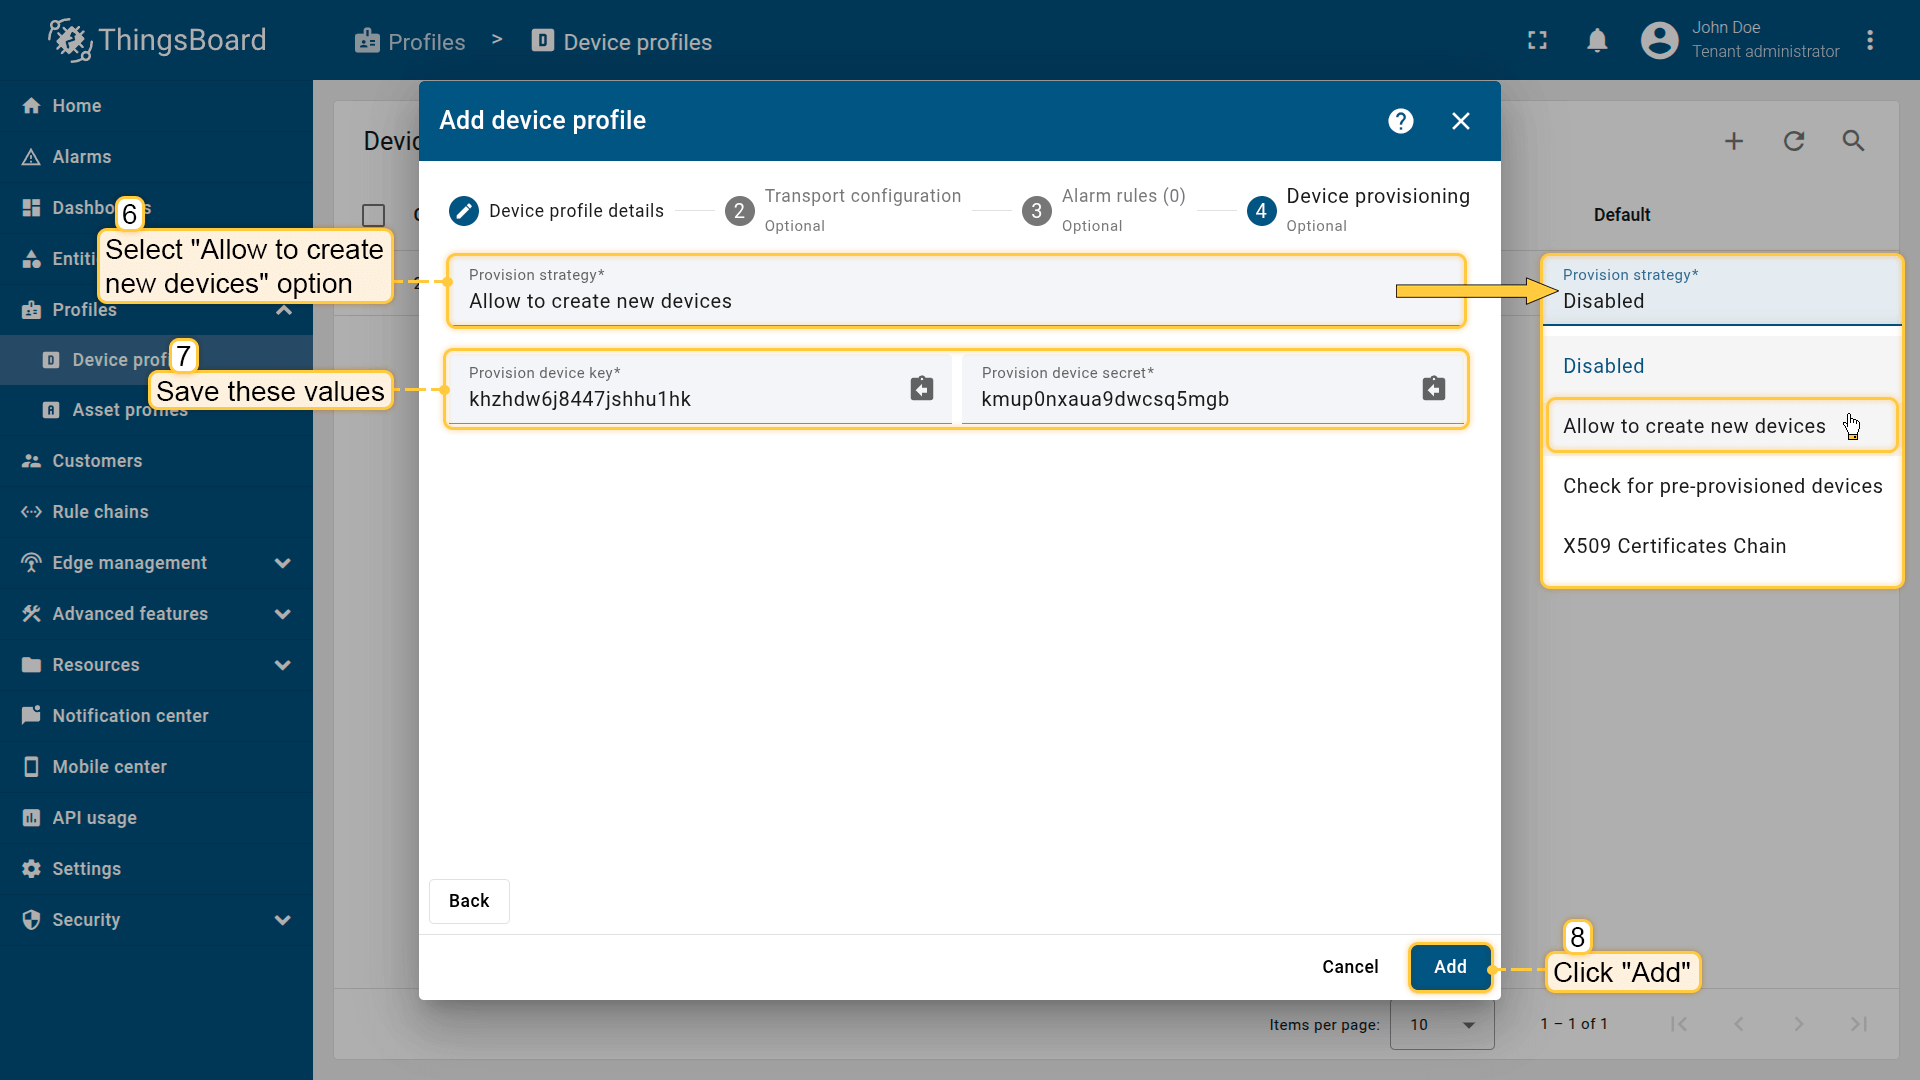 ThingsBoard
Profiles > Device profiles
John Doe
Tenant administrator
Home
Alarms
Entiti
Profiles
Device prof
Asset profiles
Customers
Rule chains
Edge management
Advanced features
Resources
Notification center
Mobile center
API usage
Settings
Security
6
Select "Allow to create
new devices" option
7
Save these values
Devic
Default
Add device profile
?
Device profile details
2
Transport configuration
Optional
3
Alarm rules (0)
Optional
4
Device provisioning
Optional
Provision strategy*
Allow to create new devices
Provision device key*
khzhdw6j8447jshhu1hk
Provision device secret*
kmup0nxaua9dwcsq5mgb
Provision strategy*
Disabled
Disabled
Allow to create new devices
Check for pre-provisioned devices
X509 Certificates Chain
Back
Cancel
Add
8
Click "Add"
Items per page:
10
1 – 1 of 1